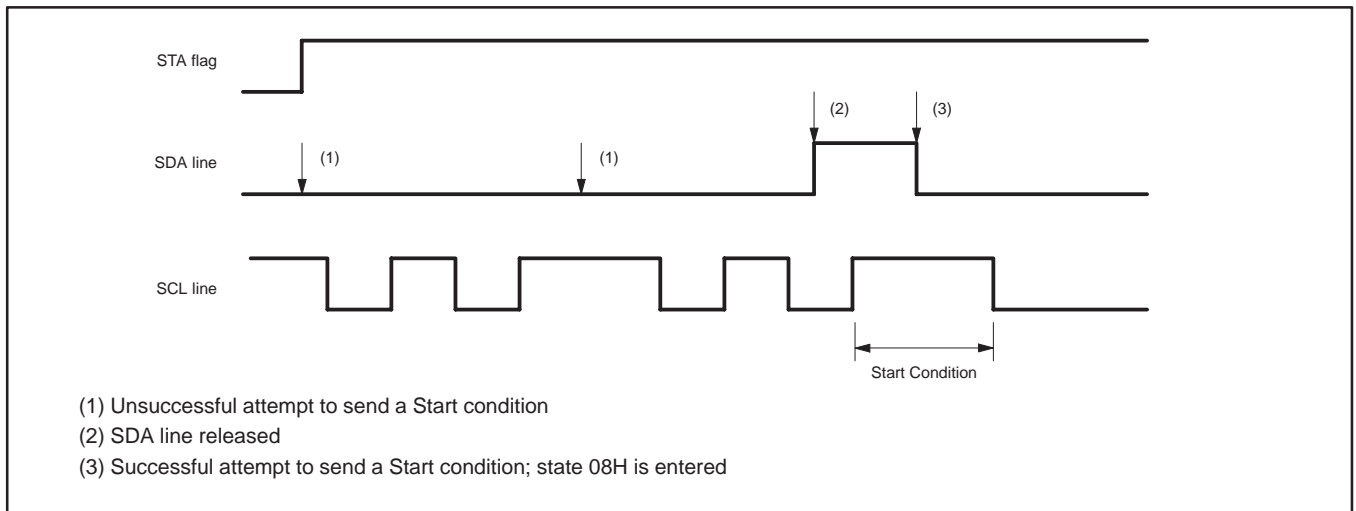 STA flag
(2)
(3)
SDA line
(1)
(1)
SCL line
Start Condition
(1) Unsuccessful attempt to send a Start condition
(2) SDA line released
(3) Successful attempt to send a Start condition; state 08H is entered